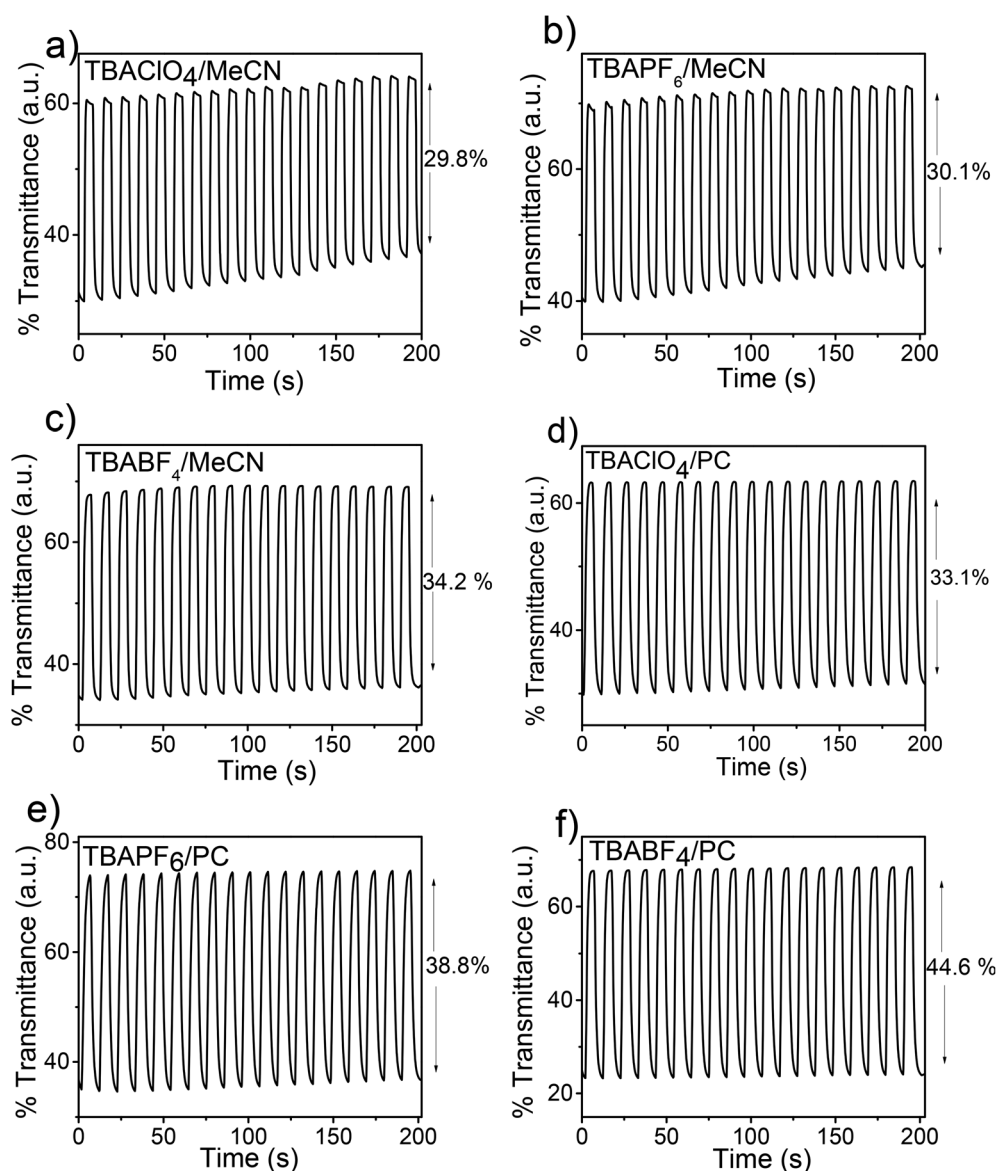 a)
TBAClO4/MeCN
% Transmittance (a.u.)
60
40
29.8%
0 50 100 150 200
Time (s)
b)
TBAPF6/MeCN
% Transmittance (a.u.)
60
40
30.1%
0 50 100 150 200
Time (s)
c)
TBABF4/MeCN
% Transmittance (a.u.)
60
40
34.2 %
0 50 100 150 200
Time (s)
d)
TBAClO4/PC
% Transmittance (a.u.)
60
40
33.1%
0 50 100 150 200
Time (s)
e)
TBAPF6/PC
% Transmittance (a.u.)
80
60
40
38.8%
0 50 100 150 200
Time (s)
f)
TBABF4/PC
% Transmittance (a.u.)
60
40
20
44.6 %
0 50 100 150 200
Time (s)